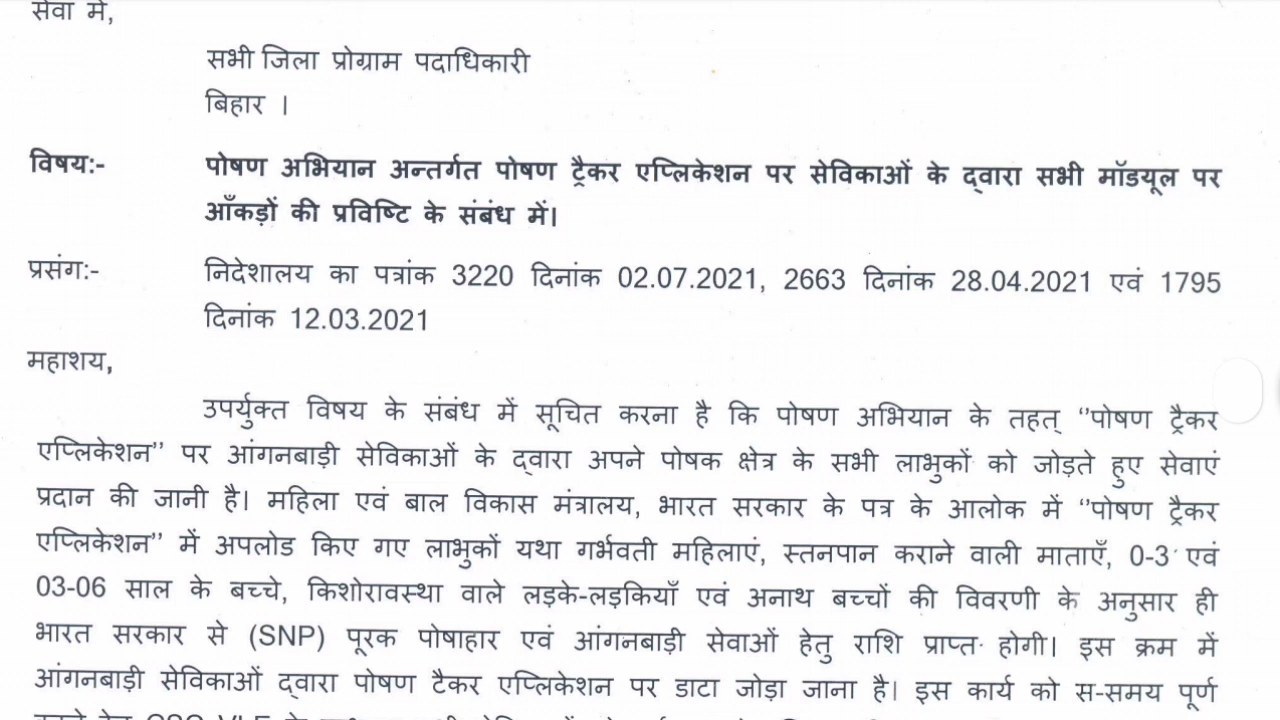 सेवा में,
सभी जिला प्रोग्राम पदाधिकारी
बिहार ।
विषय:- पोषण अभियान अन्तर्गत पोषण ट्रैकर एप्लिकेशन पर सेविकाओं के द्वारा सभी मॉडयूल पर
आँकड़ों की प्रविष्टि के संबंध में।
प्रसंग:- निदेशालय का पत्रांक 3220 दिनांक 02.07.2021, 2663 दिनांक 28.04.2021 एवं 1795
दिनांक 12.03.2021
महाशय,
उपर्युक्त विषय के संबंध में सूचित करना है कि पोषण अभियान के तहत् ‘‘पोषण ट्रैकर
एप्लिकेशन’’ पर आंगनबाड़ी सेविकाओं के द्वारा अपने पोषक क्षेत्र के सभी लाभुकों को जोड़ते हुए सेवाएं
प्रदान की जानी है। महिला एवं बाल विकास मंत्रालय, भारत सरकार के पत्र के आलोक में ‘‘पोषण ट्रैकर
एप्लिकेशन’’ में अपलोड किए गए लाभुकों यथा गर्भवती महिलाएं, स्तनपान कराने वाली माताएँ, 0-3 एवं
03-06 साल के बच्चे, किशोरावस्था वाले लड़के-लड़कियाँ एवं अनाथ बच्चों की विवरणी के अनुसार ही
भारत सरकार से (SNP) पूरक पोषाहार एवं आंगनबाड़ी सेवाओं हेतु राशि प्राप्त होगी। इस क्रम में
आंगनबाड़ी सेविकाओं द्वारा पोषण टैकर एप्लिकेशन पर डाटा जोड़ा जाना है। इस कार्य को स-समय पूर्ण